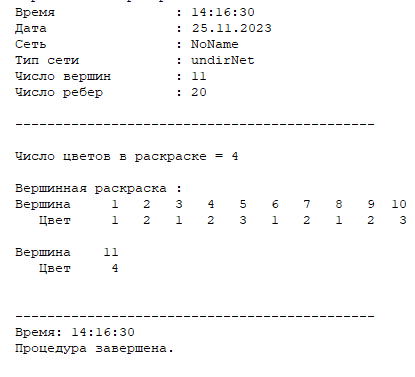 Время : 14:16:30
Дата : 25.11.2023
Сеть : NoName
Тип сети : undirNet
Число вершин : 11
Число ребер : 20
---------------------------------------------
Число цветов в раскраске = 4
Вершинная раскраска :
Вершина 1 2 3 4 5 6 7 8 9 10
Цвет 1 2 1 2 3 1 2 1 2 3
Вершина 11
Цвет 4
---------------------------------------------
Время: 14:16:30
Процедура завершена.